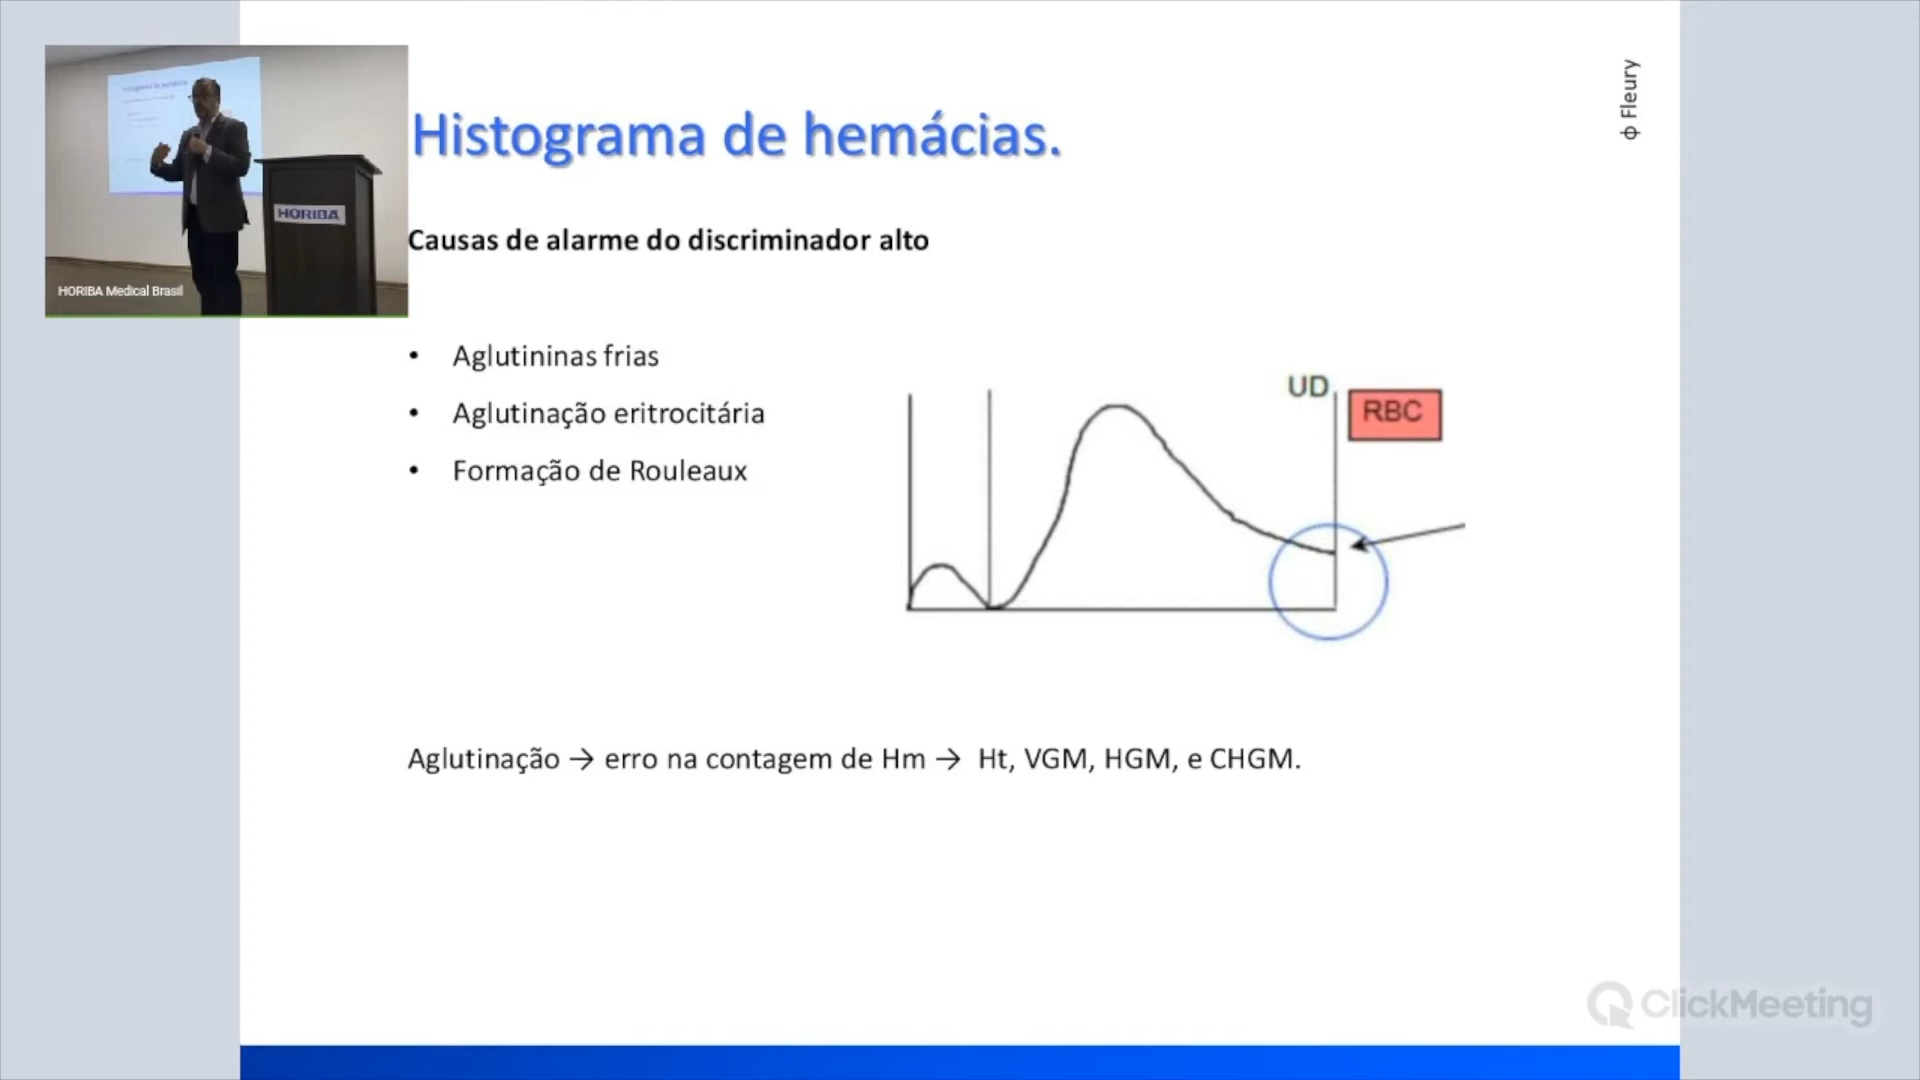 Histograma de hemácias.
ф Fleury
HORIBA
HORIBA Medical Brasil
Causas de alarme do discriminador alto
• Aglutininas frias
• Aglutinação eritrocitária
• Formação de Rouleaux
UD
RBC
Aglutinação → erro na contagem de Hm → Ht, VGM, HGM, e CHGM.
ClickMeeting